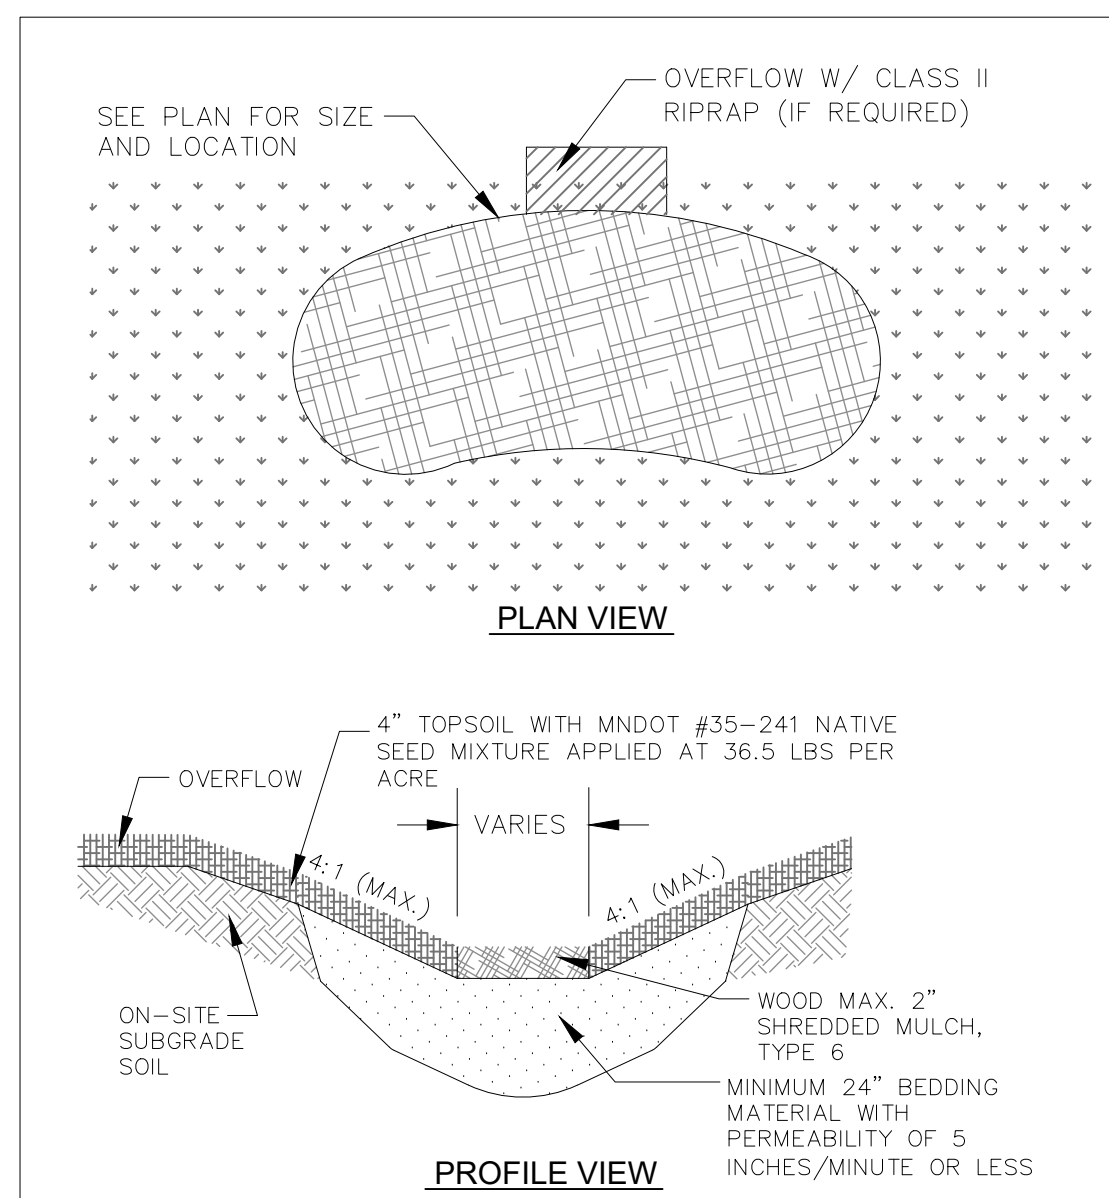 OVERFLOW W/ CLASS II
RIPRAP (IF REQUIRED)
SEE PLAN FOR SIZE
AND LOCATION
PLAN VIEW
4” TOPSOIL WITH MNDOT #35-241 NATIVE
SEED MIXTURE APPLIED AT 36.5 LBS PER
ACRE
OVERFLOW
VARIES
4:1 (MAX.)
4:1 (MAX.)
ON-SITE
SUBGRADE
SOIL
WOOD MAX. 2”
SHREDDED MULCH,
TYPE 6
MINIMUM 24” BEDDING
MATERIAL WITH
PERMEABILITY OF 5
INCHES/MINUTE OR LESS
PROFILE VIEW